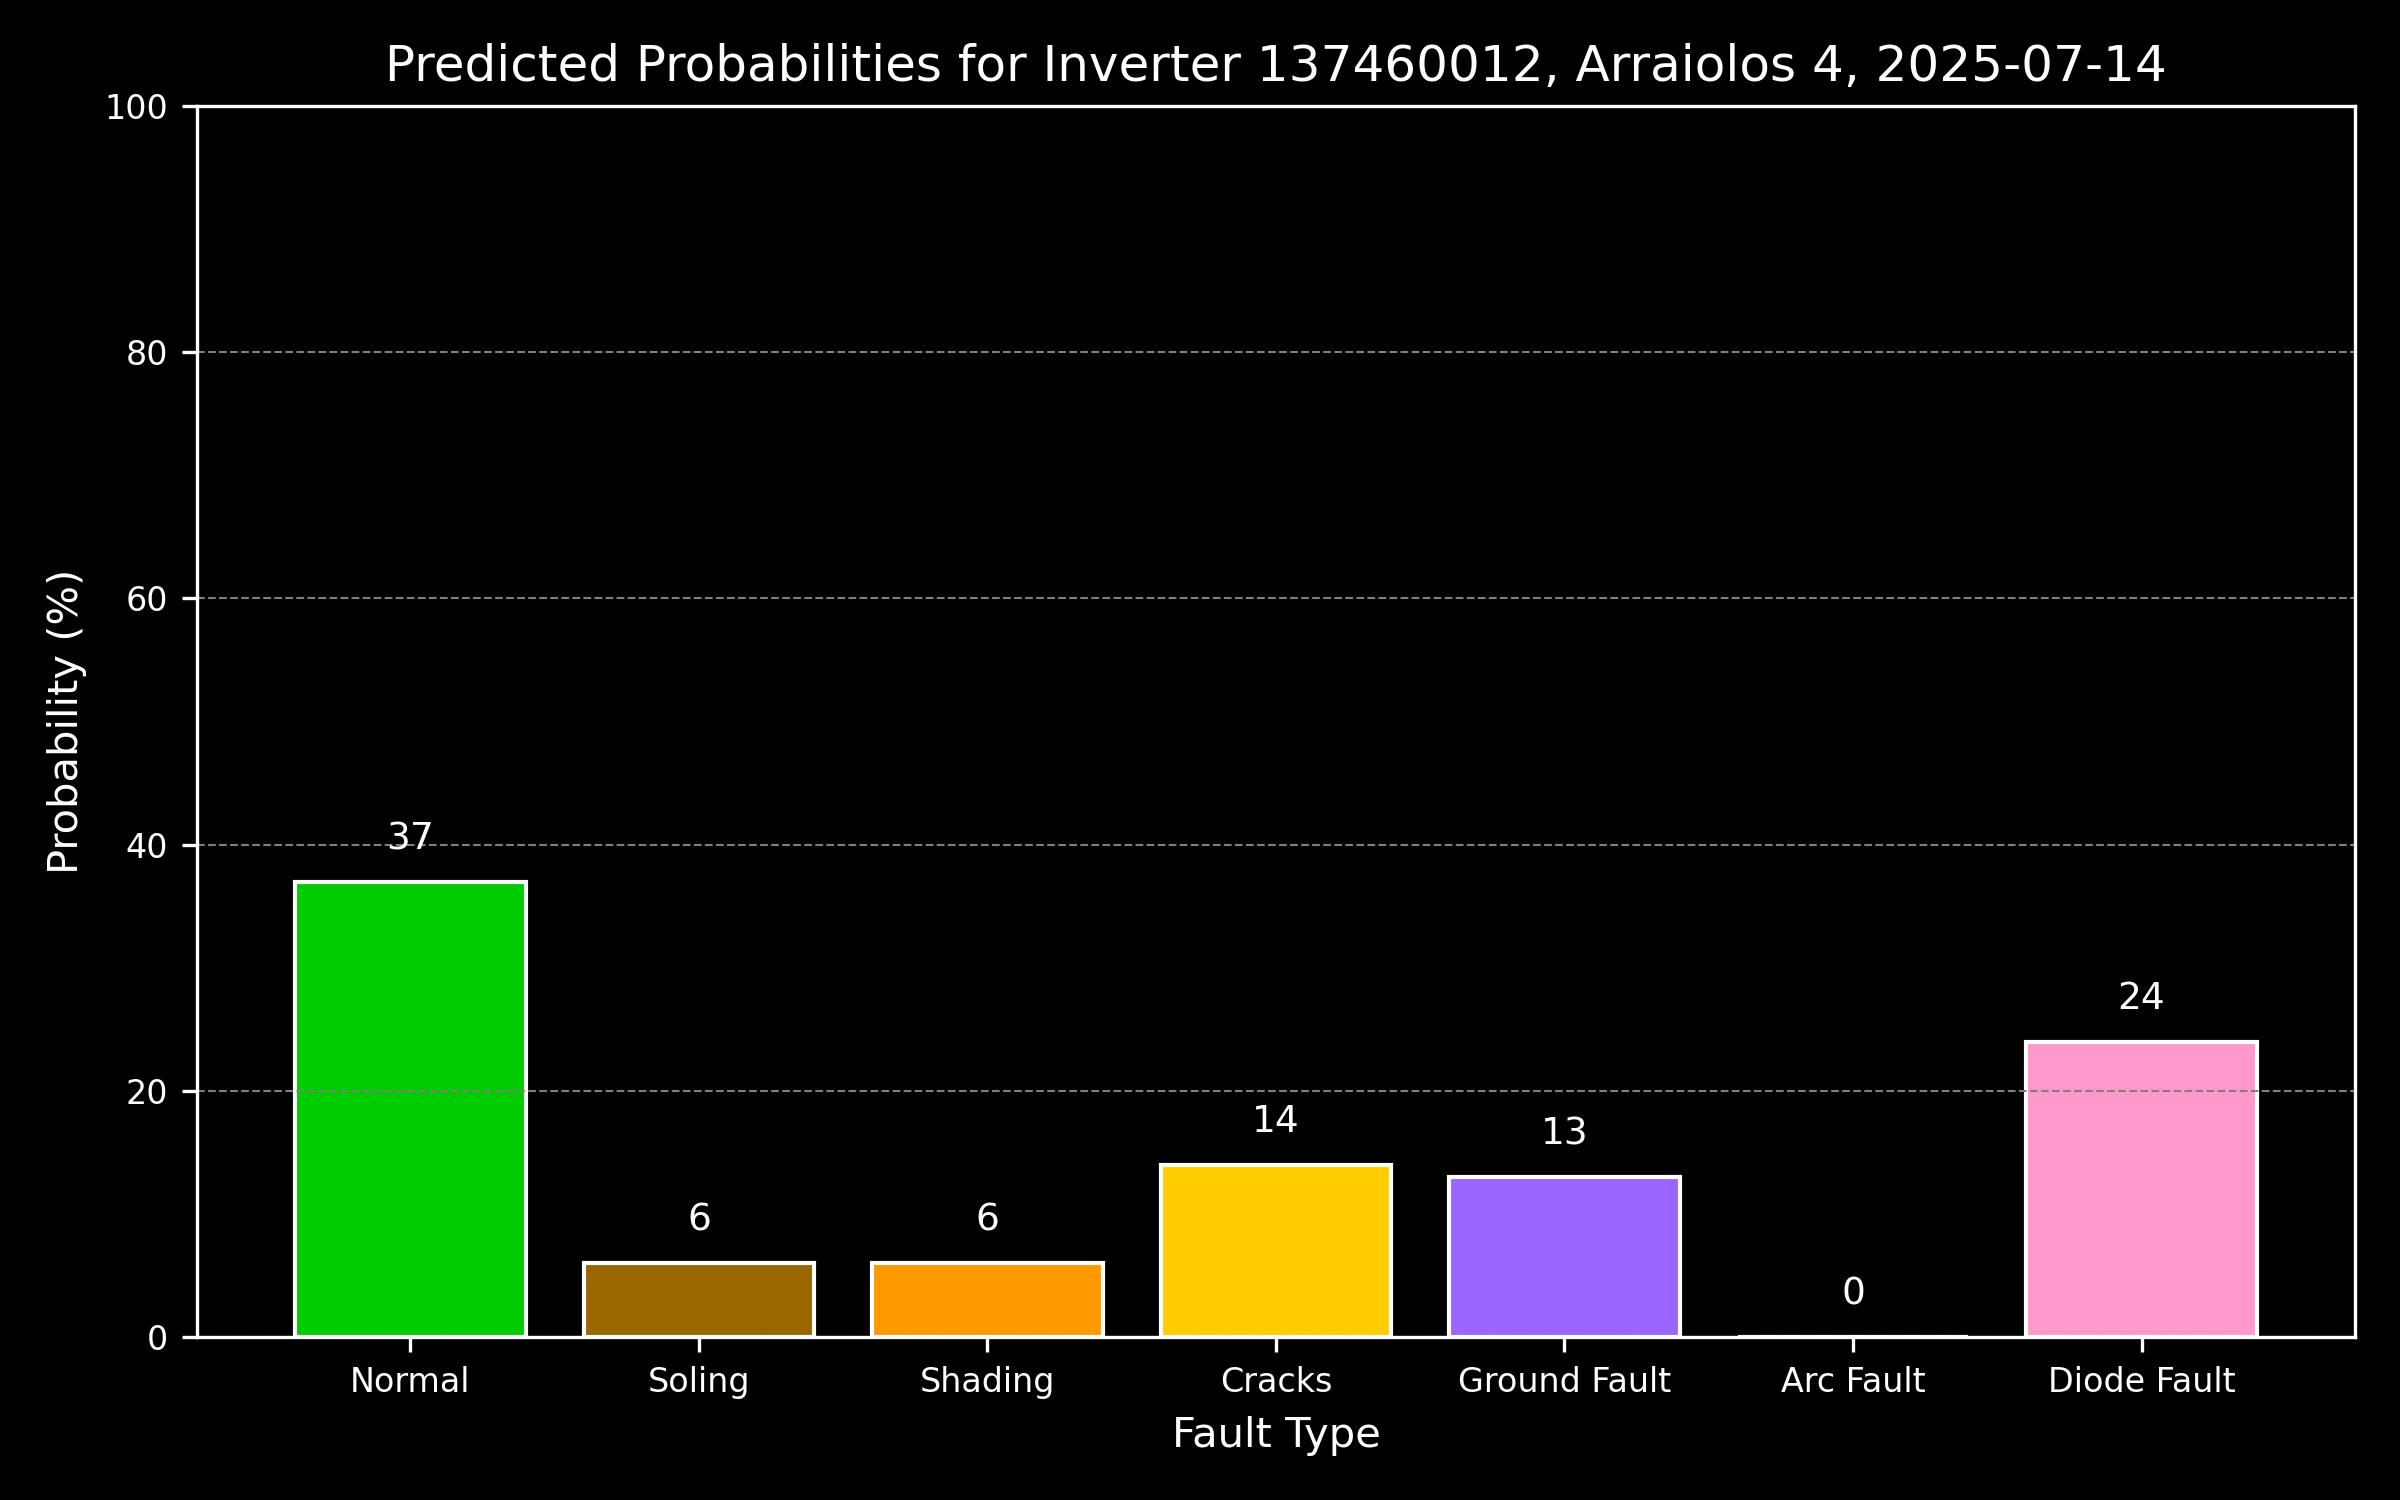 Predicted Probabilities for Inverter 137460012, Arraiolos 4, 2025-07-14
100
80
60
40
20
0
Probability (%)
37
6
6
14
13
0
24
Normal
Soling
Shading
Cracks
Ground Fault
Arc Fault
Diode Fault
Fault Type